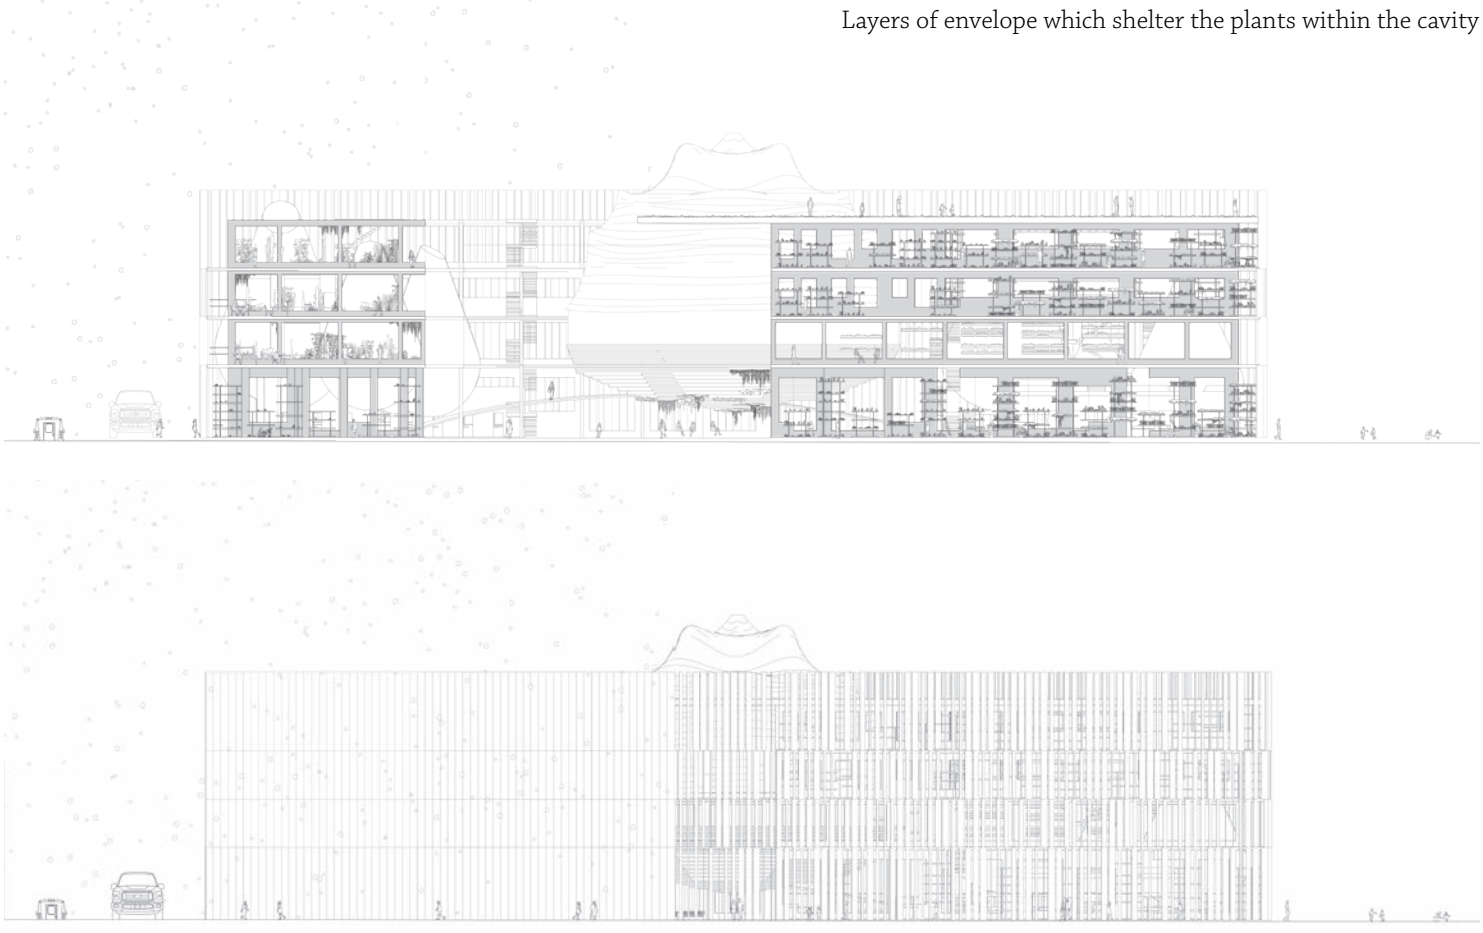 Layers of envelope which shelter the plants within the cavity